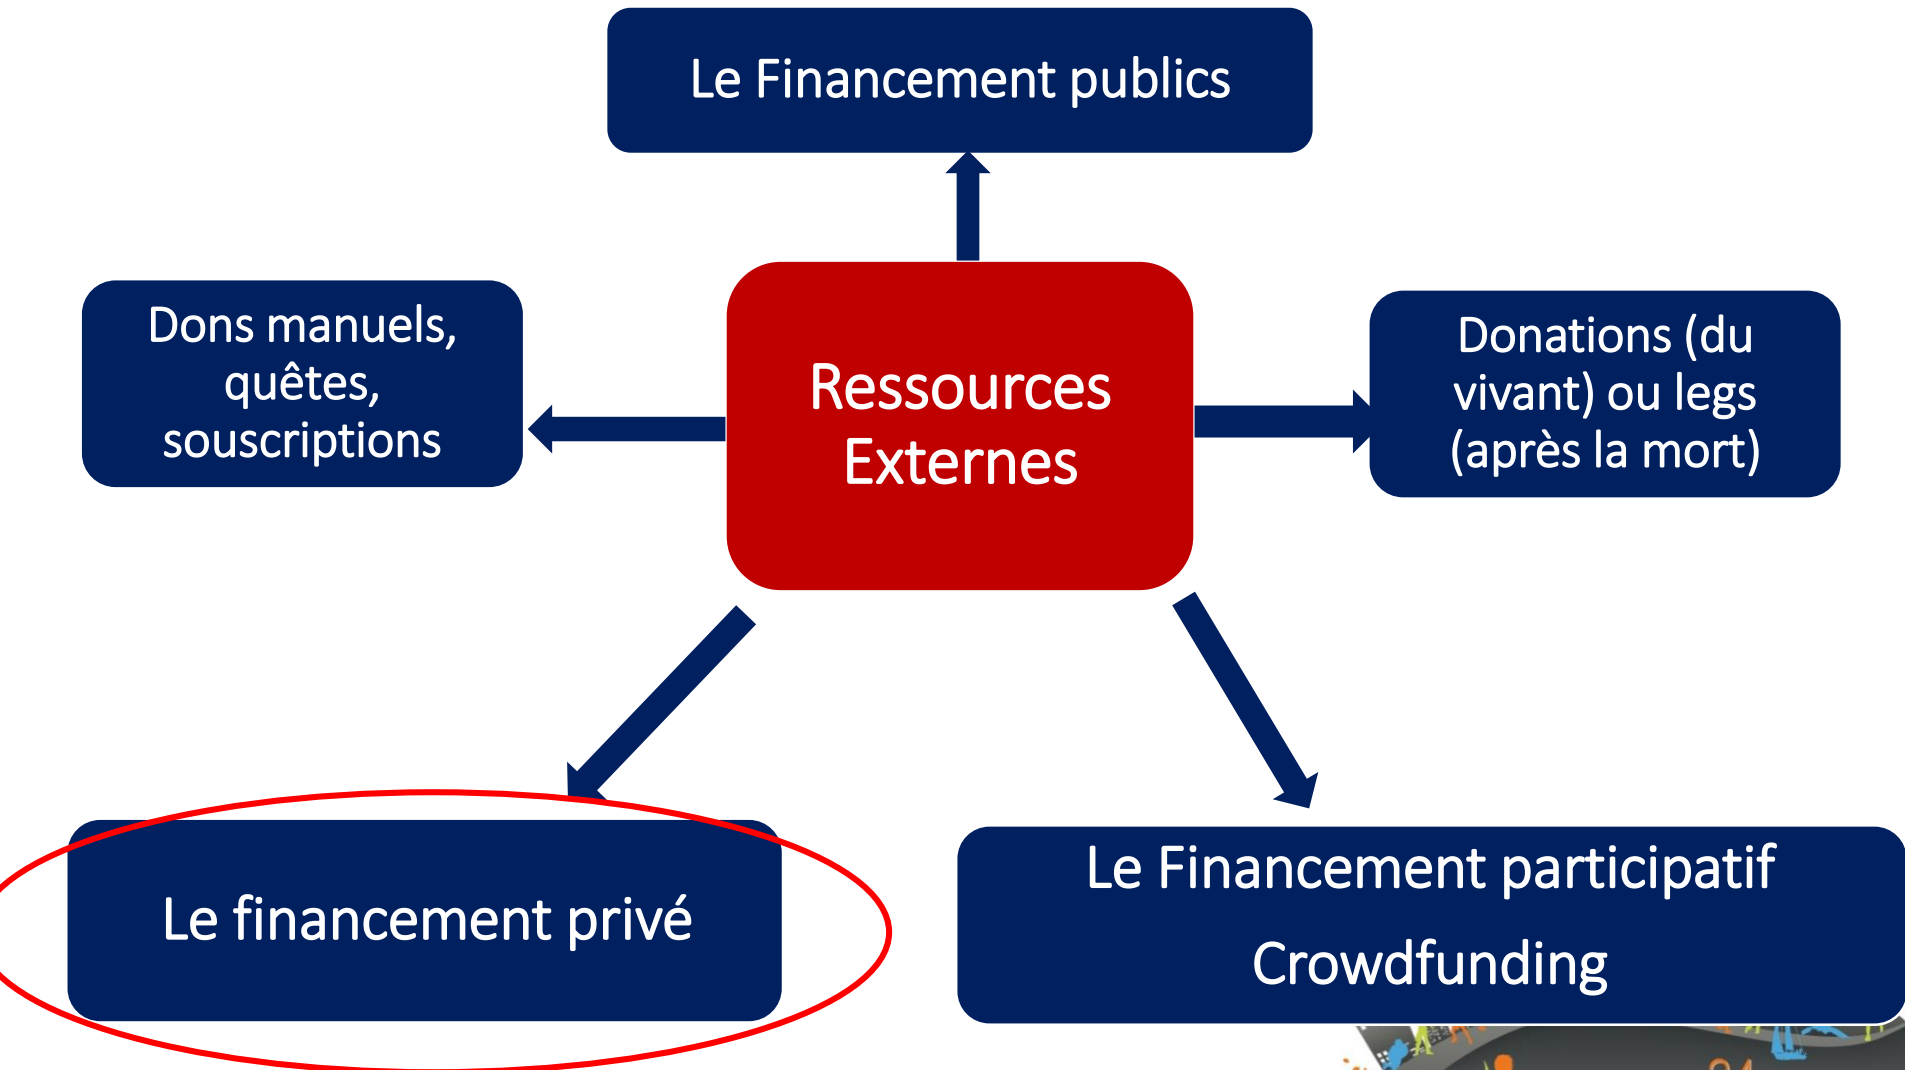 Le Financement publics
Dons manuels,
quêtes,
souscriptions
Ressources
Externes
Donations (du
vivant) ou legs
(après la mort)
Le financement privé
Le Financement participatif
Crowdfunding